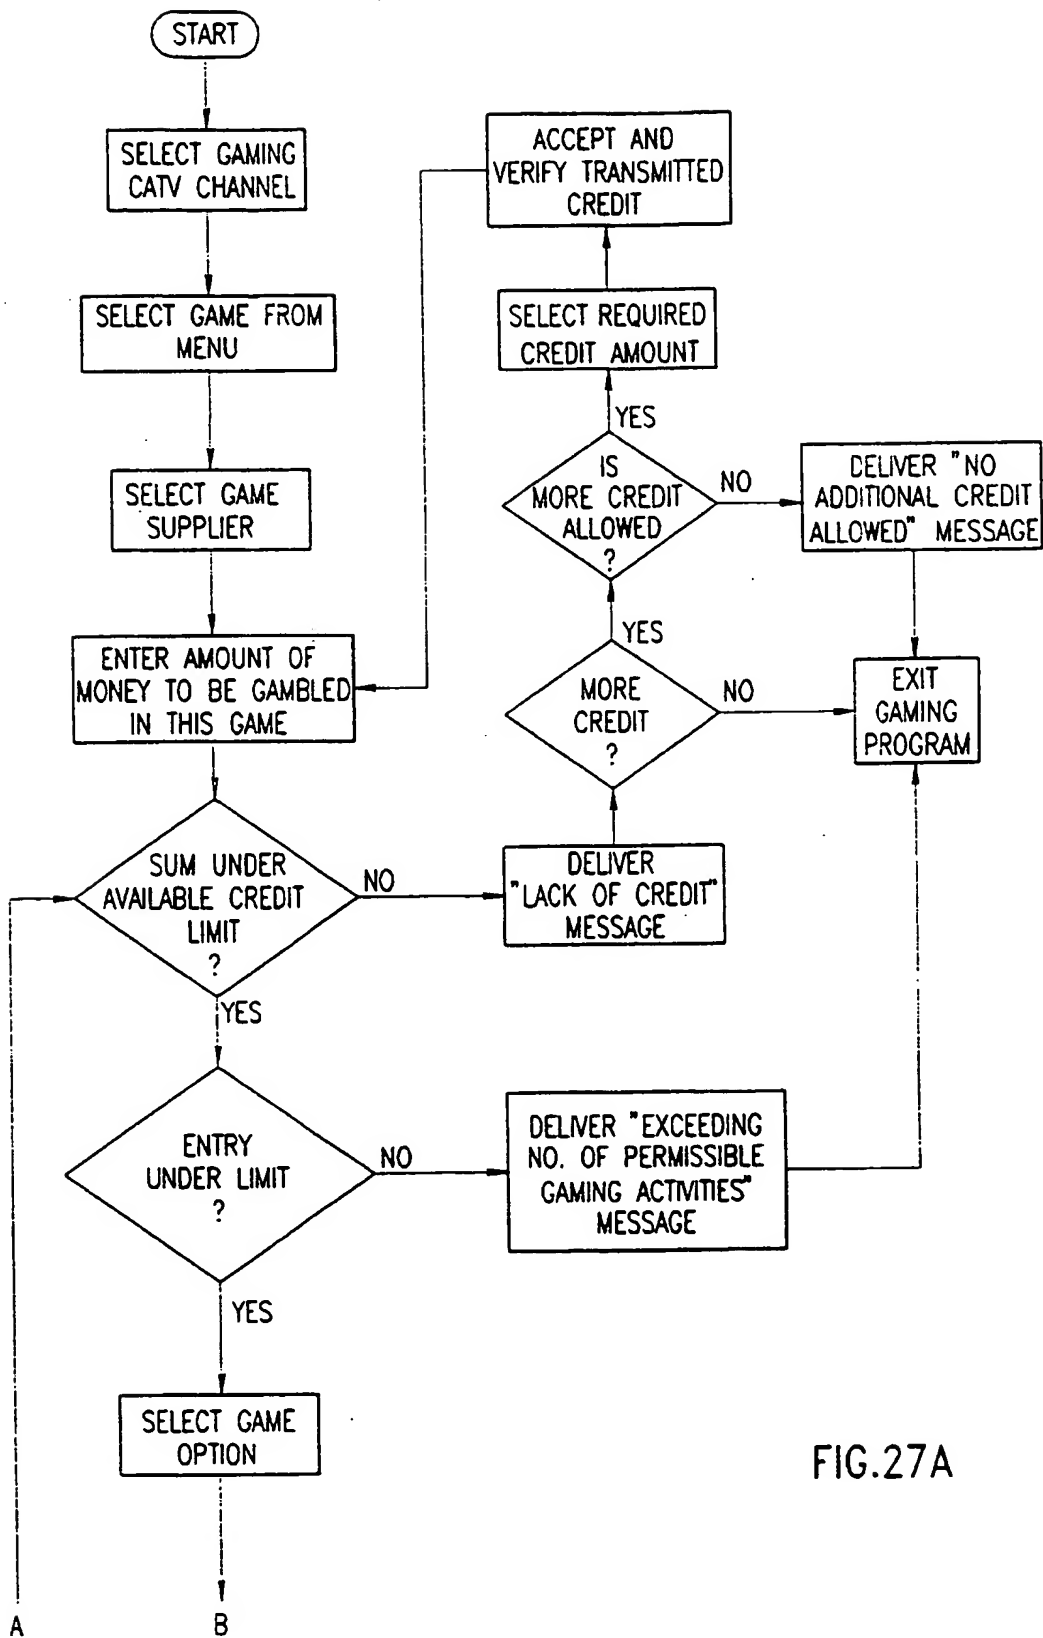 START
SELECT GAMING
CATV CHANNEL
SELECT GAME FROM
MENU
SELECT GAME
SUPPLIER
ENTER AMOUNT OF
MONEY TO BE GAMBLED
IN THIS GAME
SUM UNDER
AVAILABLE CREDIT
LIMIT
?
NO
YES
ENTRY
UNDER LIMIT
?
NO
YES
SELECT GAME
OPTION
A
B
ACCEPT AND
VERIFY TRANSMITTED
CREDIT
SELECT REQUIRED
CREDIT AMOUNT
YES
IS
MORE CREDIT
ALLOWED
?
NO
DELIVER "NO
ADDITIONAL CREDIT
ALLOWED" MESSAGE
YES
MORE
CREDIT
?
NO
EXIT
GAMING
PROGRAM
DELIVER
"LACK OF CREDIT"
MESSAGE
DELIVER "EXCEEDING
NO. OF PERMISSIBLE
GAMING ACTIVITIES"
MESSAGE
FIG.27A